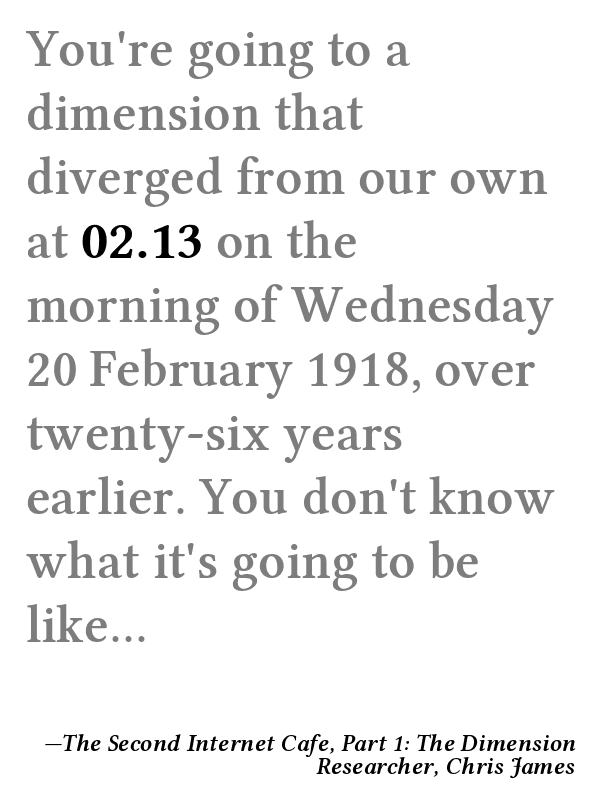 You're going to a
dimension that
diverged from our own
at 02.13 on the
morning of Wednesday
20 February 1918, over
twenty-six years
earlier. You don't know
what it's going to be
like...
—The Second Internet Cafe, Part 1: The Dimension
Researcher, Chris James